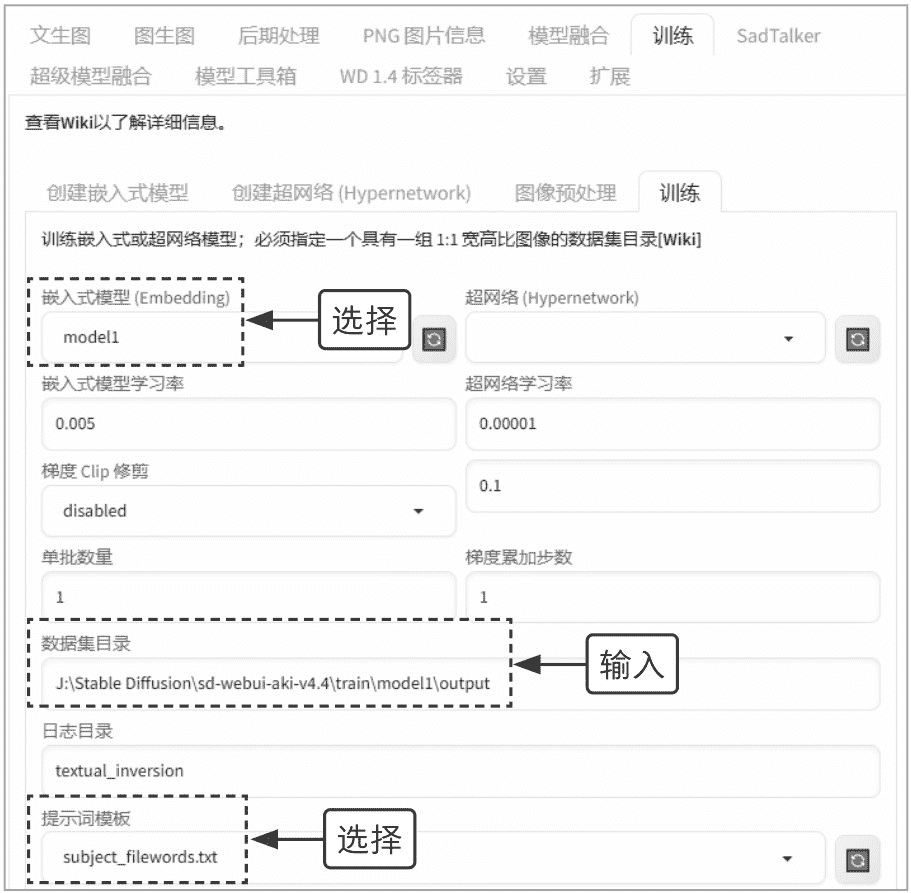 文生图 图生图 后期处理 PNG 图片信息 模型融合 训练 SadTalker
超级模型融合 模型工具箱 WD 1.4 标签器 设置 扩展
查看Wiki以了解详细信息。
创建嵌入式模型 创建超网络 (Hypernetwork) 图像预处理 训练
训练嵌入式或超网络模型；必须指定一个具有一组 1:1 宽高比图像的数据集目录[Wiki]
嵌入式模型 (Embedding) 超网络 (Hypernetwork)
model1 选择
嵌入式模型学习率 超网络学习率
0.005 0.00001
梯度 Clip 修剪
disabled 0.1
单批数量 梯度累加步数
1 1
数据集目录
J:\Stable Diffusion\sd-webui-aki-v4.4\train\model1\output 输入
日志目录
textual_inversion
提示词模板
subject_filewords.txt 选择